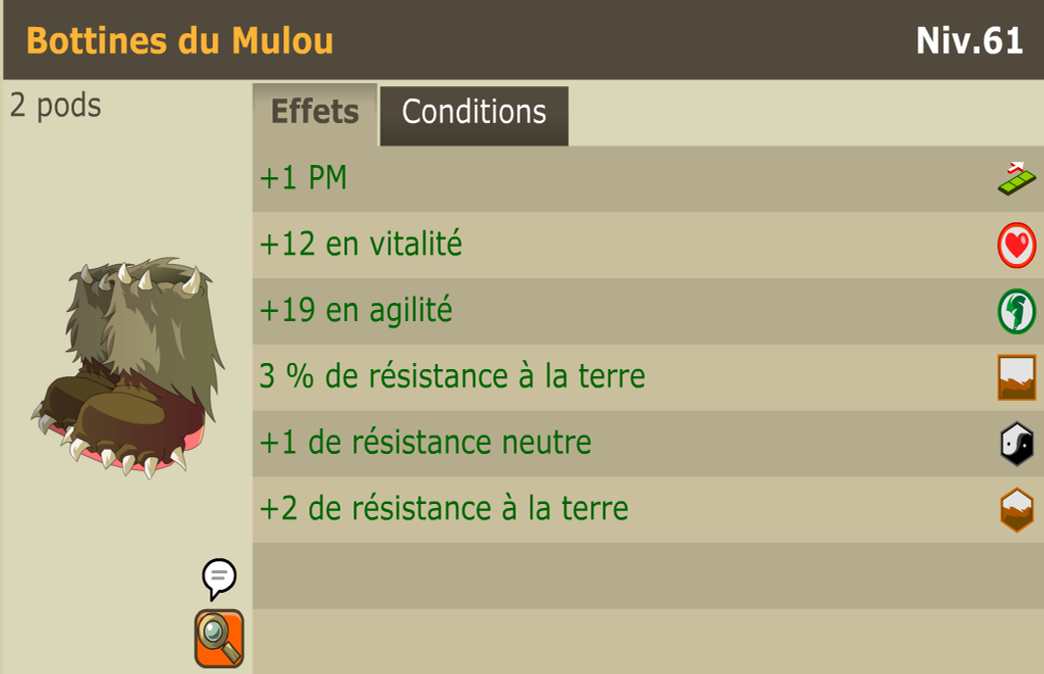 Bottines du Mulou
Niv.61
2 pods
Effets
Conditions
+1 PM
+12 en vitalité
+19 en agilité
3 % de résistance à la terre
+1 de résistance neutre
+2 de résistance à la terre